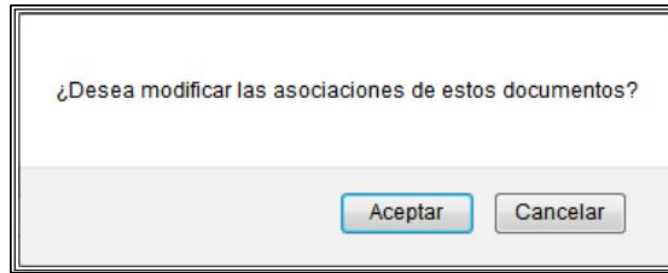 ¿Desea modificar las asociaciones de estos documentos?
Aceptar Cancelar